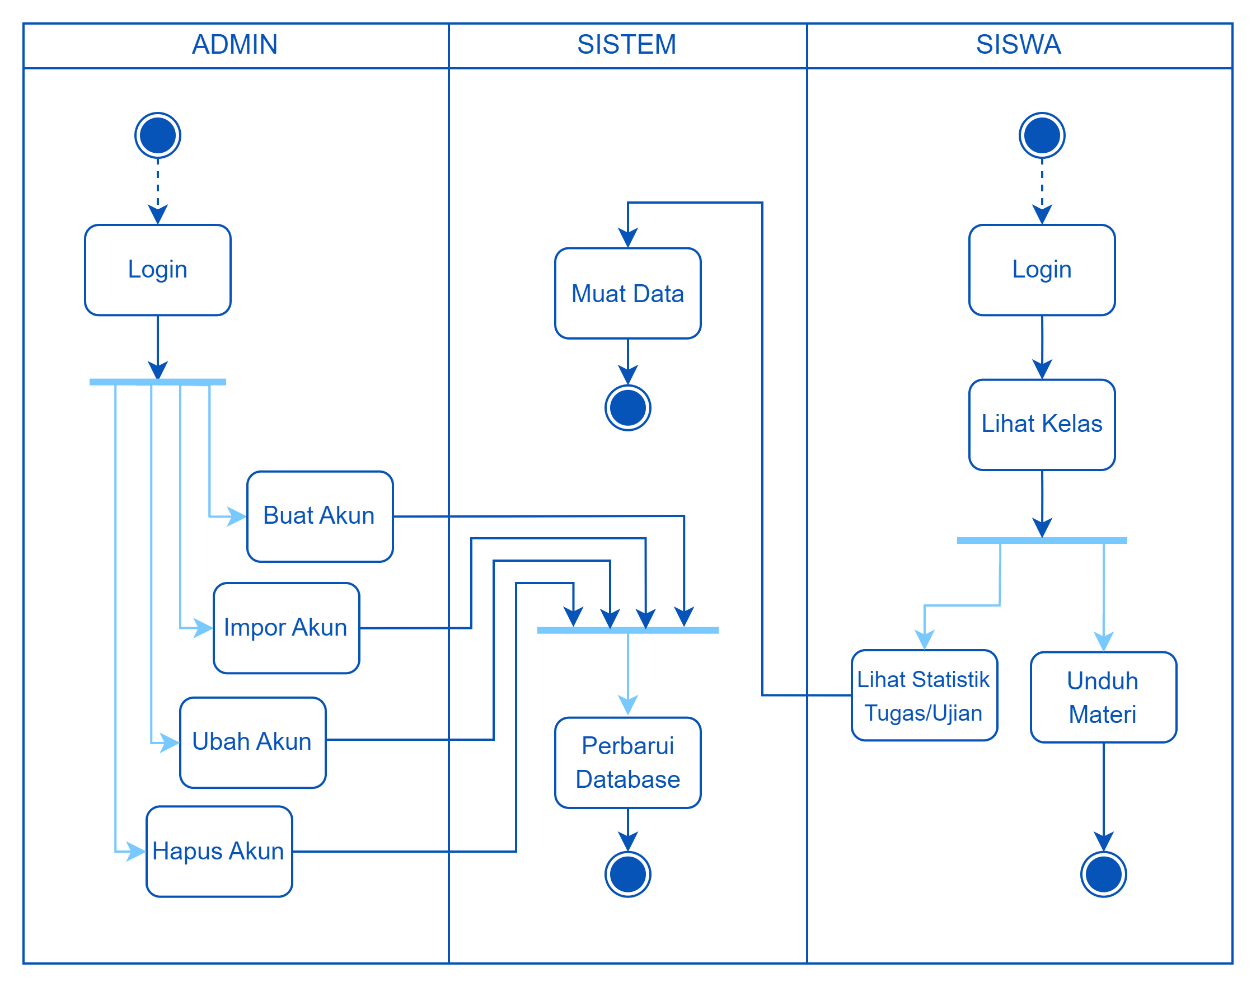 ADMIN
SISTEM
SISWA
Login
Buat Akun
Impor Akun
Ubah Akun
Hapus Akun
Muat Data
Perbarui
Database
Login
Lihat Kelas
Lihat Statistik
Tugas/Ujian
Unduh
Materi